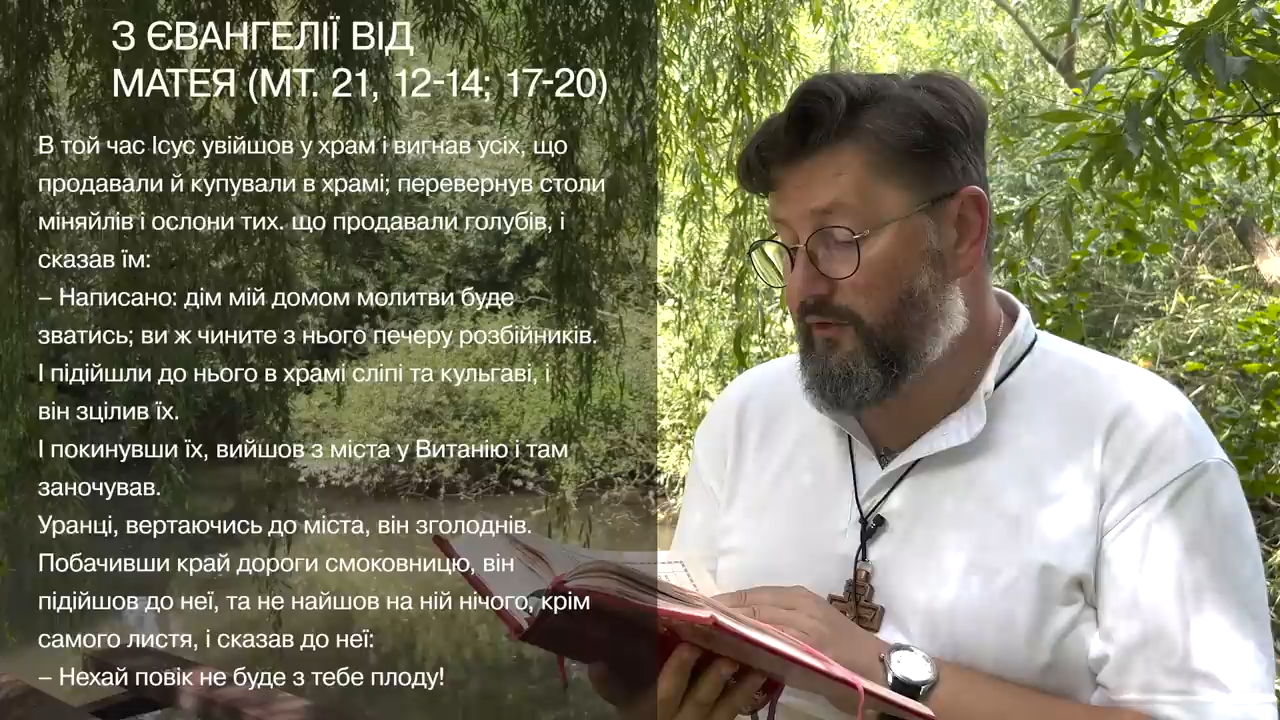 З ЄВАНГЕЛІЇ ВІД
МАТЕЯ (МТ. 21, 12-14; 17-20)
В той час Ісус увійшов у храм і вигнав усіх, що
продавали й купували в храмі; перевернув столи
міняйлів і ослони тих. що продавали голубів, і
сказав їм:
– Написано: дім мій домом молитви буде
зватись; ви ж чините з нього печеру розбійників.
І підійшли до нього в храмі сліпі та кульгаві, і
він зцілив їх.
І покинувши їх, вийшов з міста у Витанію і там
заночував.
Уранці, вертаючись до міста, він зголоднів.
Побачивши край дороги смоковницю, він
підійшов до неї, та не найшов на ній нічого, крім
самого листя, і сказав до неї:
– Нехай повік не буде з тебе плоду!